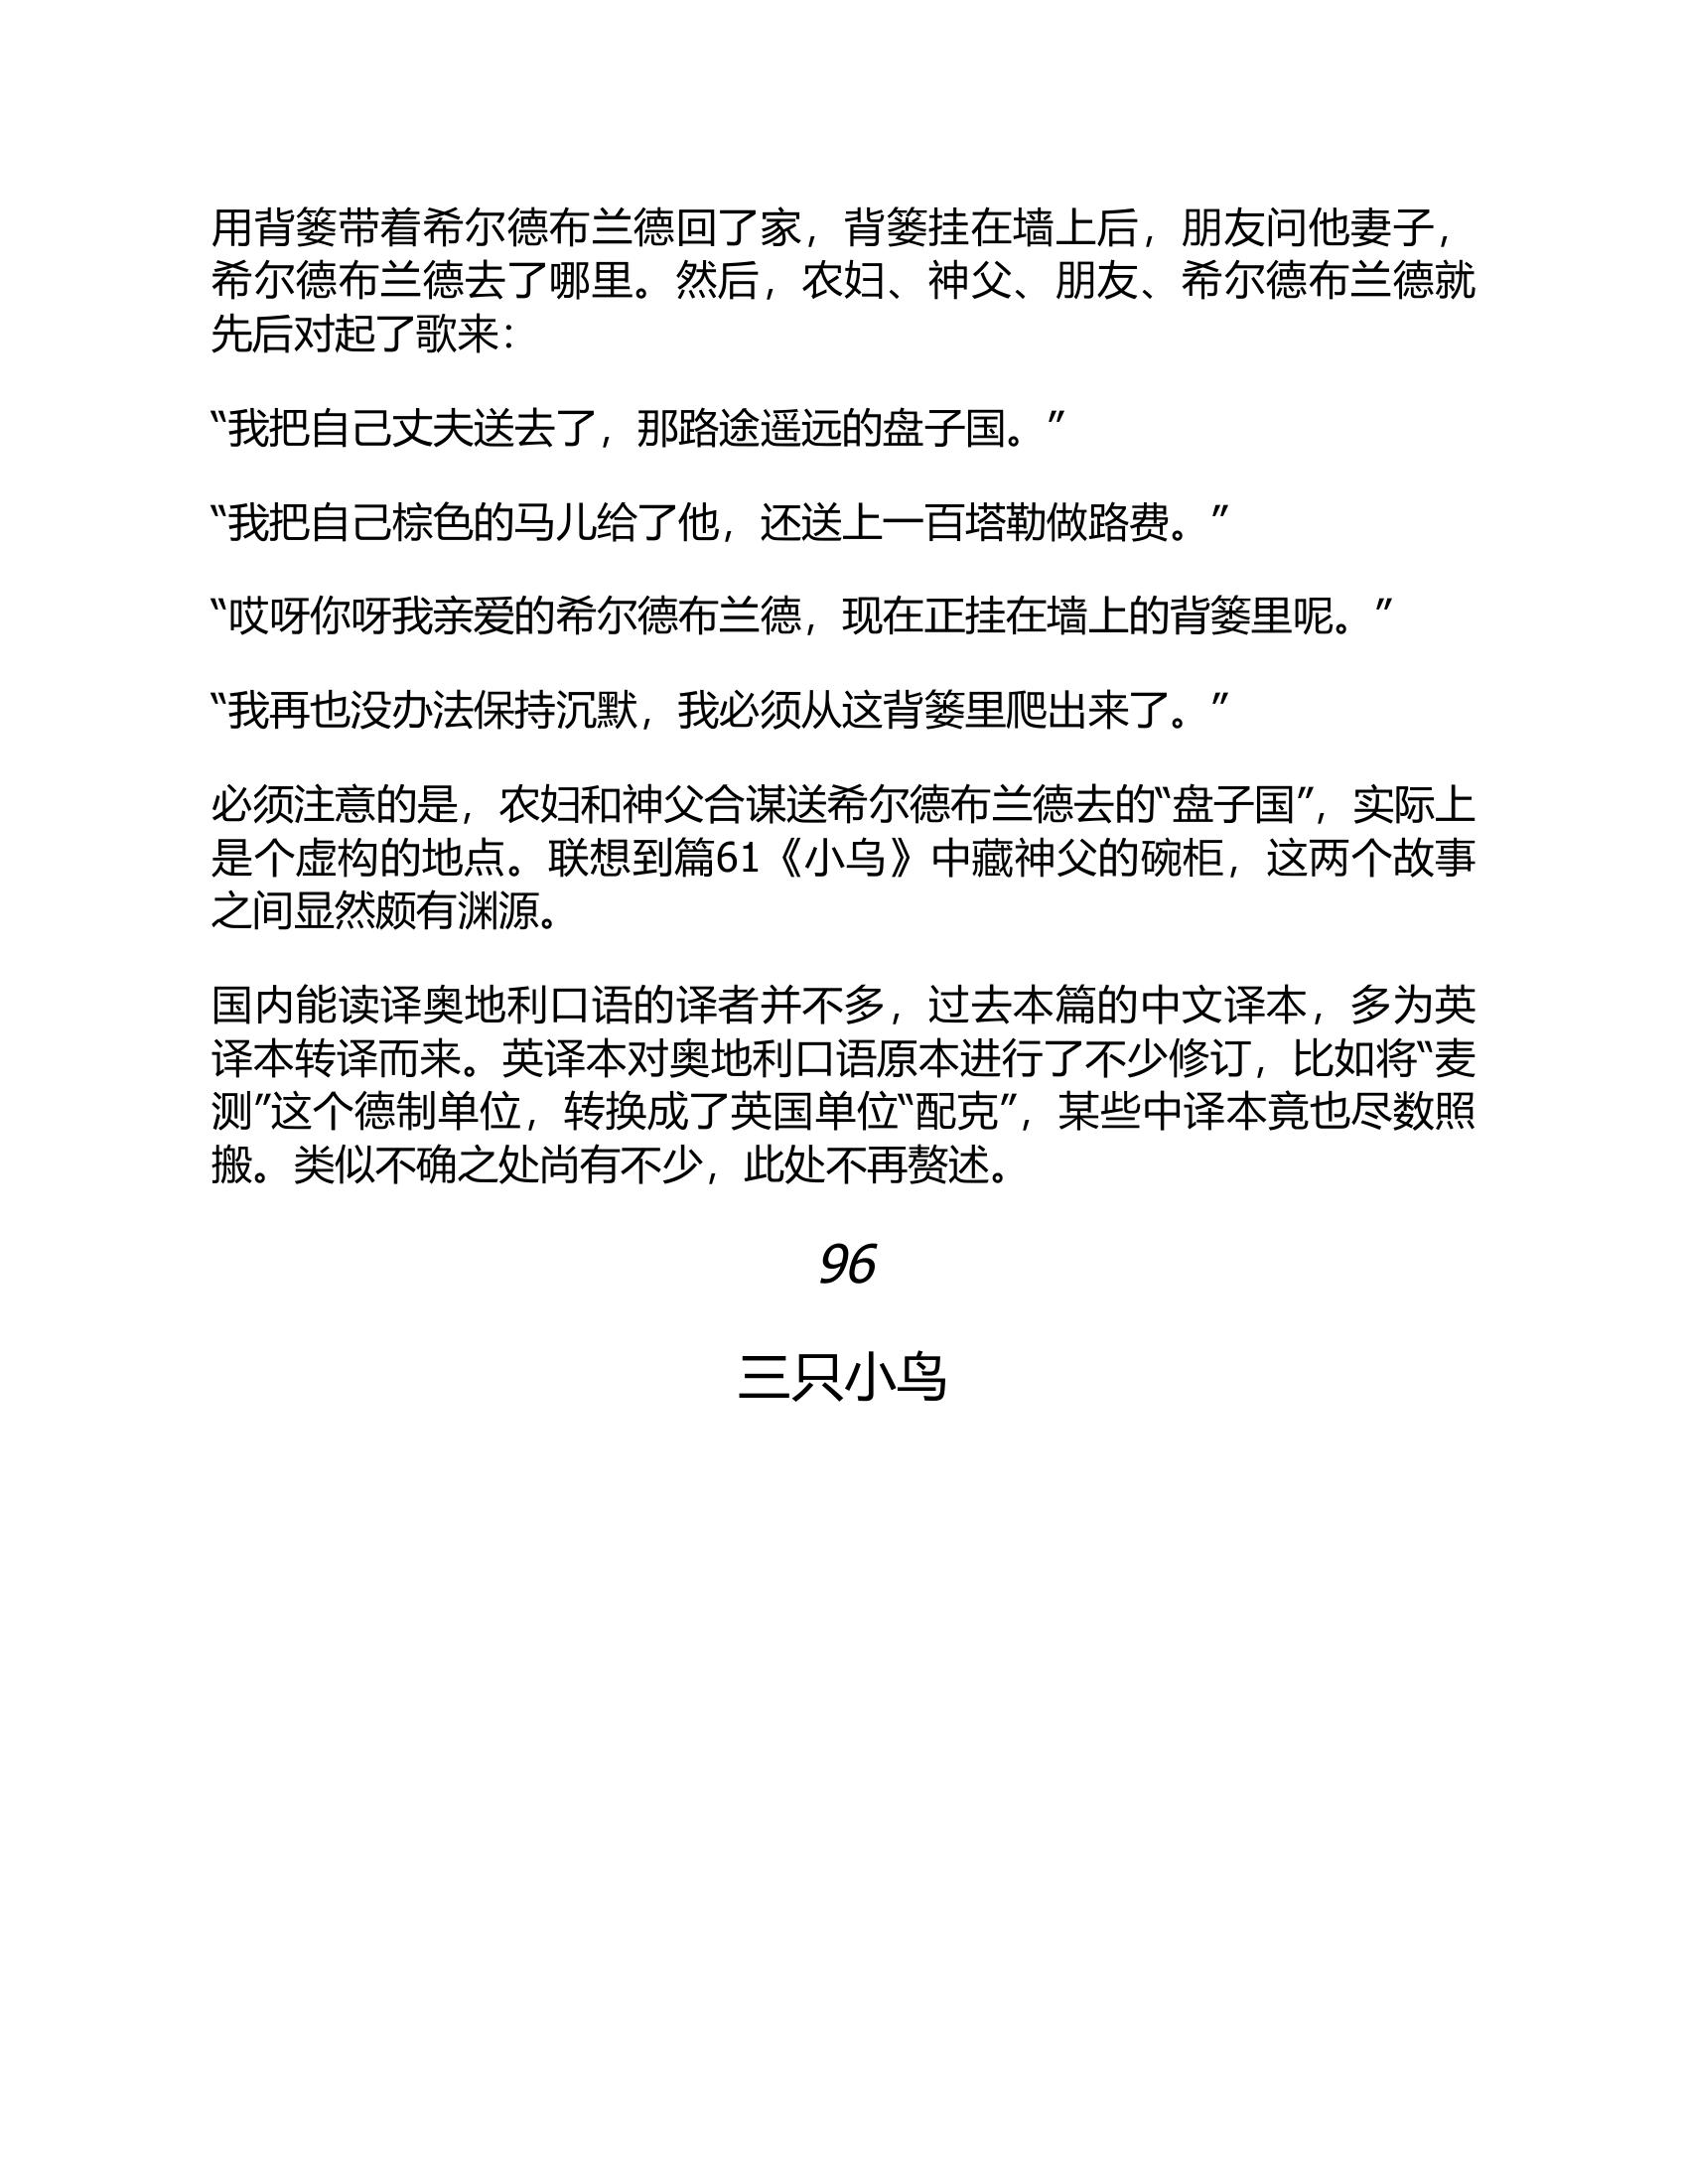 用背篓带着希尔德布兰德回了家，背篓挂在墙上后，朋友问他妻子，
希尔德布兰德去了哪里。然后，农妇、神父、朋友、希尔德布兰德就
先后对起了歌来：
“我把自己丈夫送去了，那路途遥远的盘子国。”
“我把自己棕色的马儿给了他，还送上一百塔勒做路费。”
“哎呀你呀我亲爱的希尔德布兰德，现在正挂在墙上的背篓里呢。”
“我再也没办法保持沉默，我必须从这背篓里爬出来了。”
必须注意的是，农妇和神父合谋送希尔德布兰德去的“盘子国”，实际上
是个虚构的地点。联想到篇61《小乌》中藏神父的碗柜，这两个故事
之间显然颇有渊源。
国内能读译奥地利口语的译者并不多，过去本篇的中文译本，多为英
译本转译而来。英译本对奥地利口语原本进行了不少修订，比如将“麦
测”这个德制单位，转换成了英国单位“配克”，某些中译本竟也尽数照
搬。类似不确之处尚有不少，此处不再赘述。
96
三只小鸟